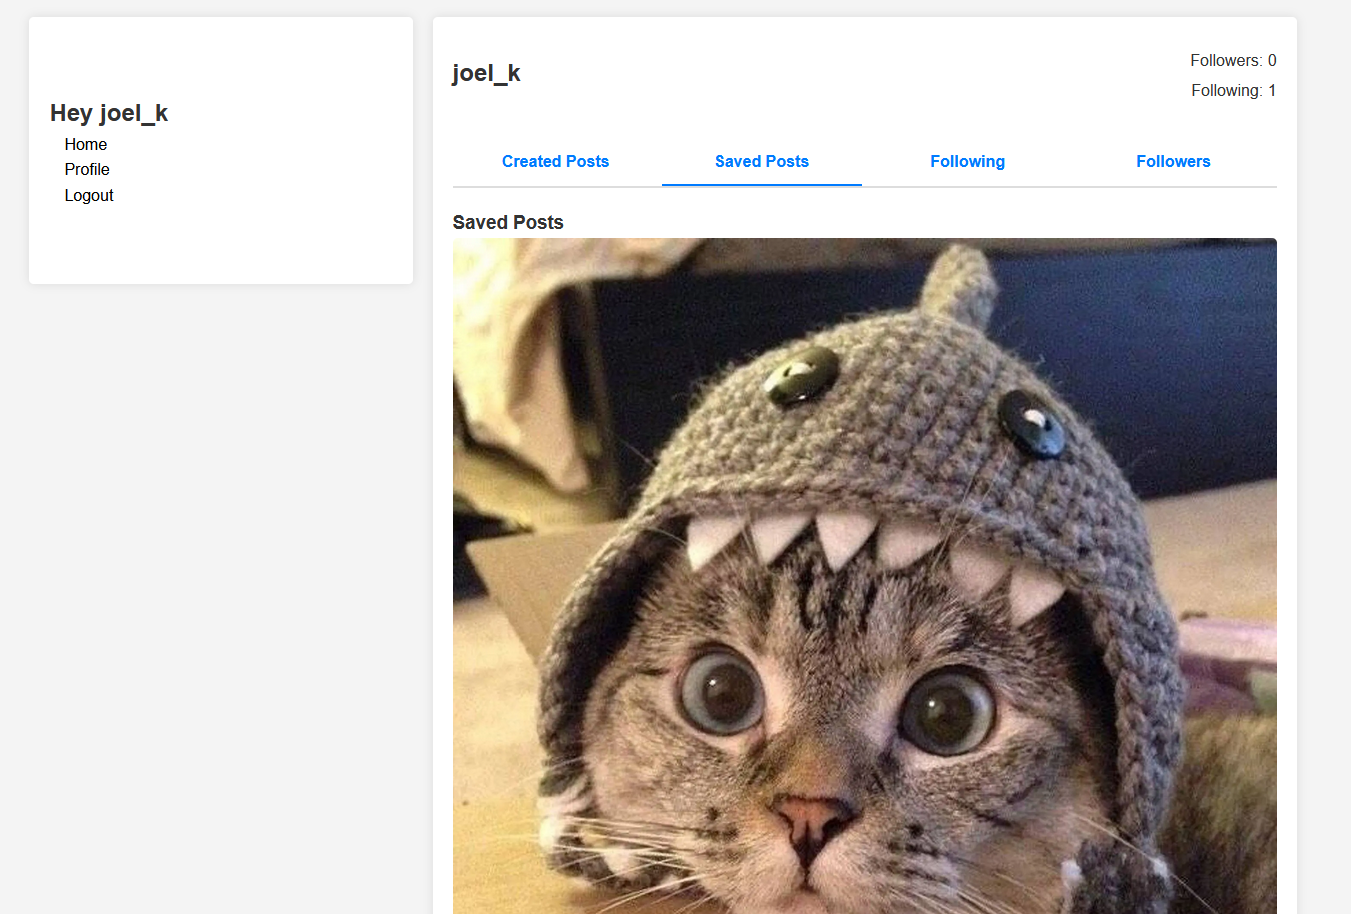 Hey joel_k
Home
Profile
Logout
joel_k
Followers: 0
Following: 1
Created Posts
Saved Posts
Following
Followers
Saved Posts